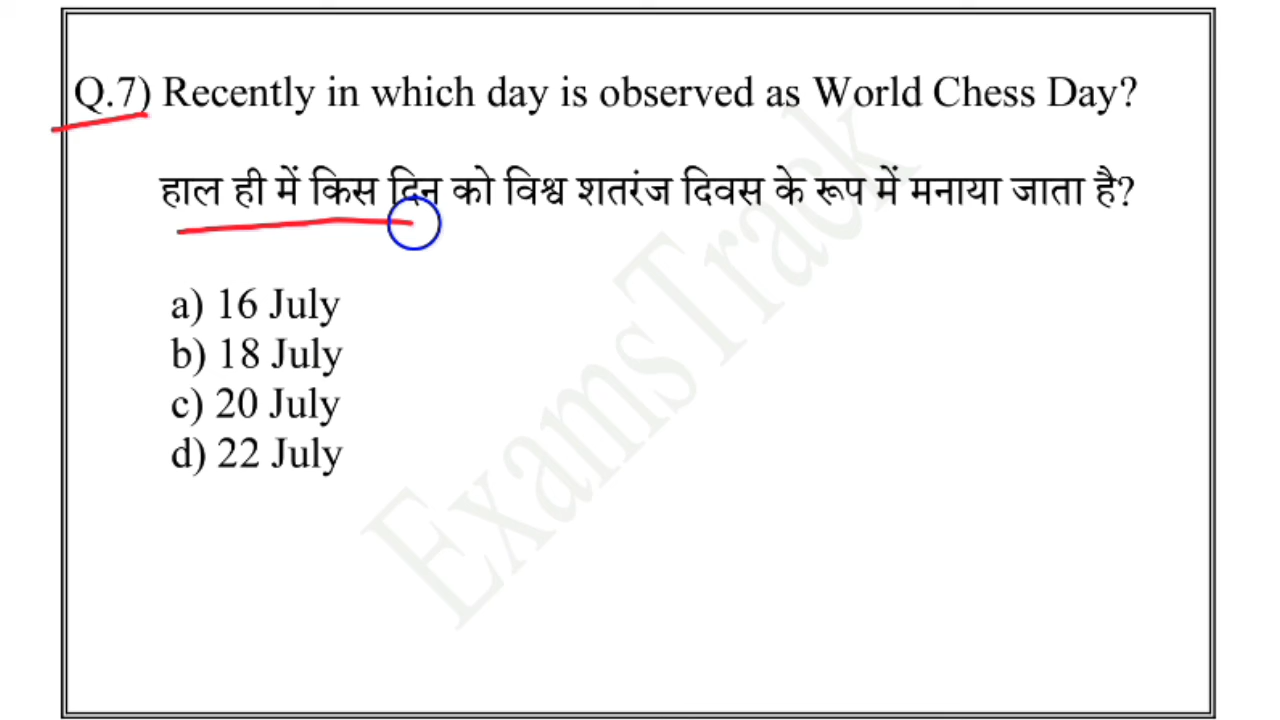 Q.7) Recently in which day is observed as World Chess Day?
हाल ही में किस दिन को विश्व शतरंज दिवस के रूप में मनाया जाता है?
a) 16 July
b) 18 July
c) 20 July
d) 22 July
ExamsTrack